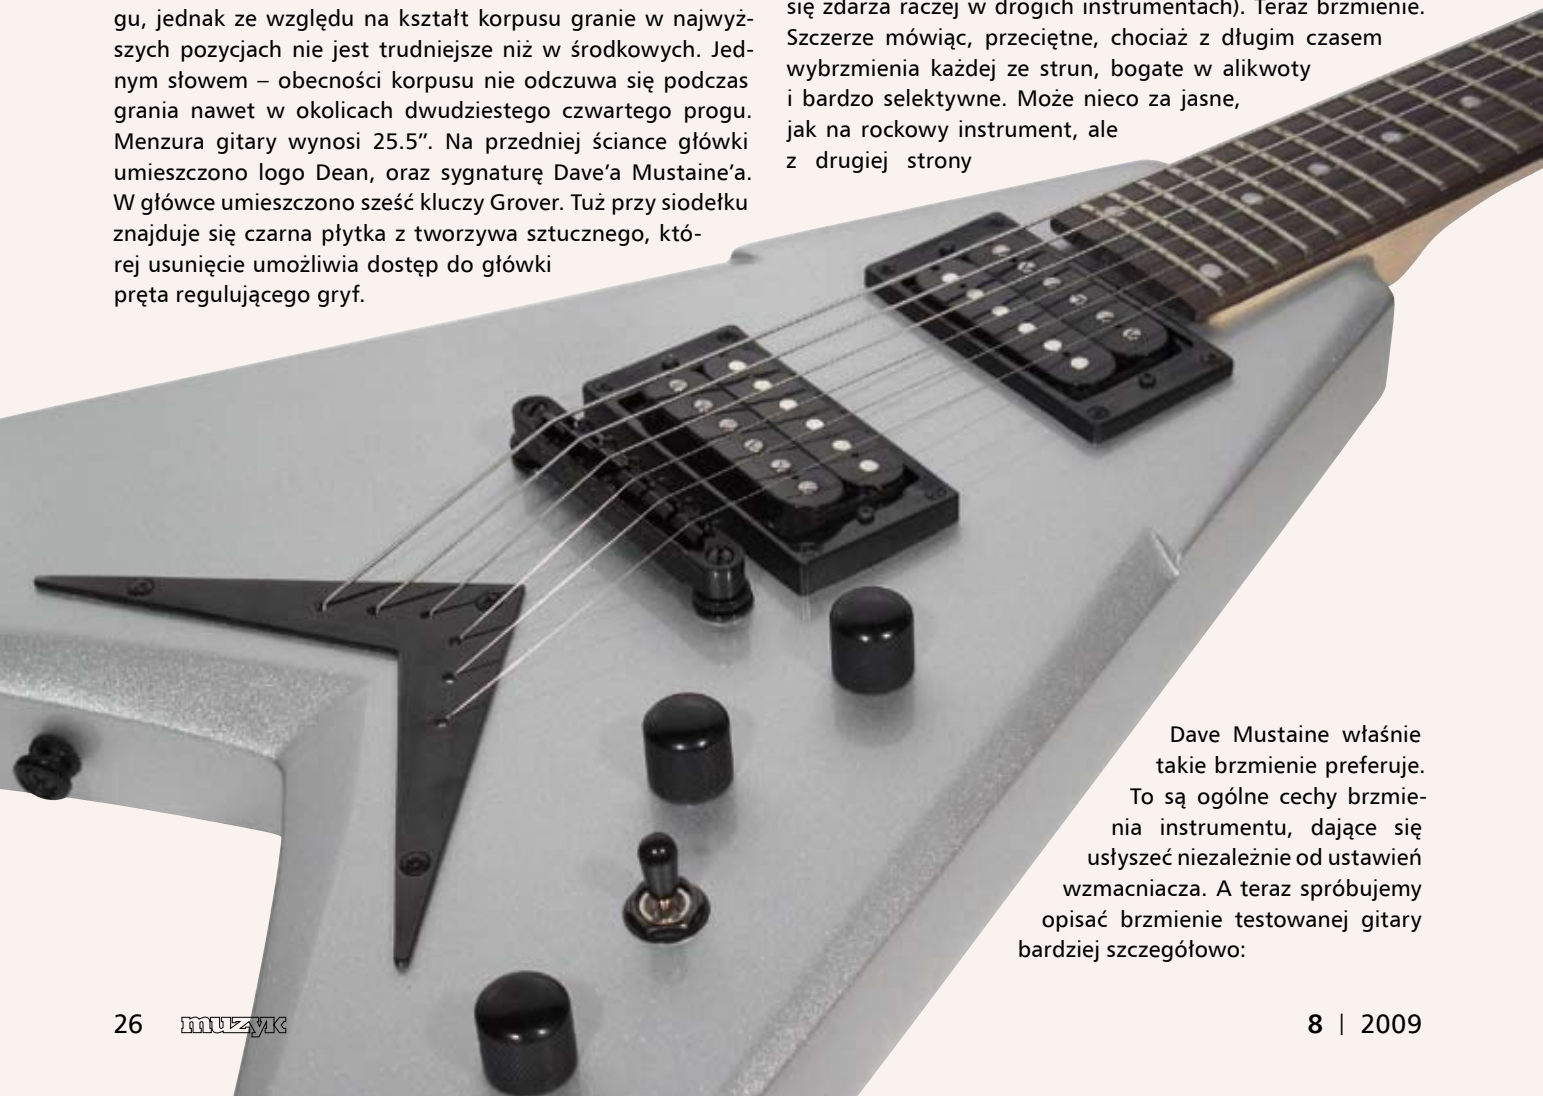 gu, jednak ze względu na kształt korpusu granie w najwyż-
szych pozycjach nie jest trudniejsze niż w środkowych. Jed-
nym słowem – obecności korpusu nie odczuwa się podczas
grania nawet w okolicach dwudziestego czwartego progu.
Menzura gitary wynosi 25.5”. Na przedniej ściance główki
umieszczono logo Dean, oraz sygnaturę Dave’a Mustaine’a.
W główce umieszczono sześć kluczy Grover. Tuż przy siodełku
znajduje się czarna płytka z tworzywa sztucznego, któ-
rej usunięcie umożliwia dostęp do główki
pręta regulującego gryf.
się zdarza raczej w drogich instrumentach). Teraz brzmienie.
Szczerze mówiąc, przeciętne, chociaż z długim czasem
wybrzmienia każdej ze strun, bogate w alikwoty
i bardzo selektywne. Może nieco za jasne,
jak na rockowy instrument, ale
z drugiej strony
Dave Mustaine właśnie
takie brzmienie preferuje.
To są ogólne cechy brzmie-
nia instrumentu, dające się
usłyszeć niezależnie od ustawień
wzmacniacza. A teraz spróbujemy
opisać brzmienie testowanej gitary
bardziej szczegółowo:
26 muzyk
8 | 2009